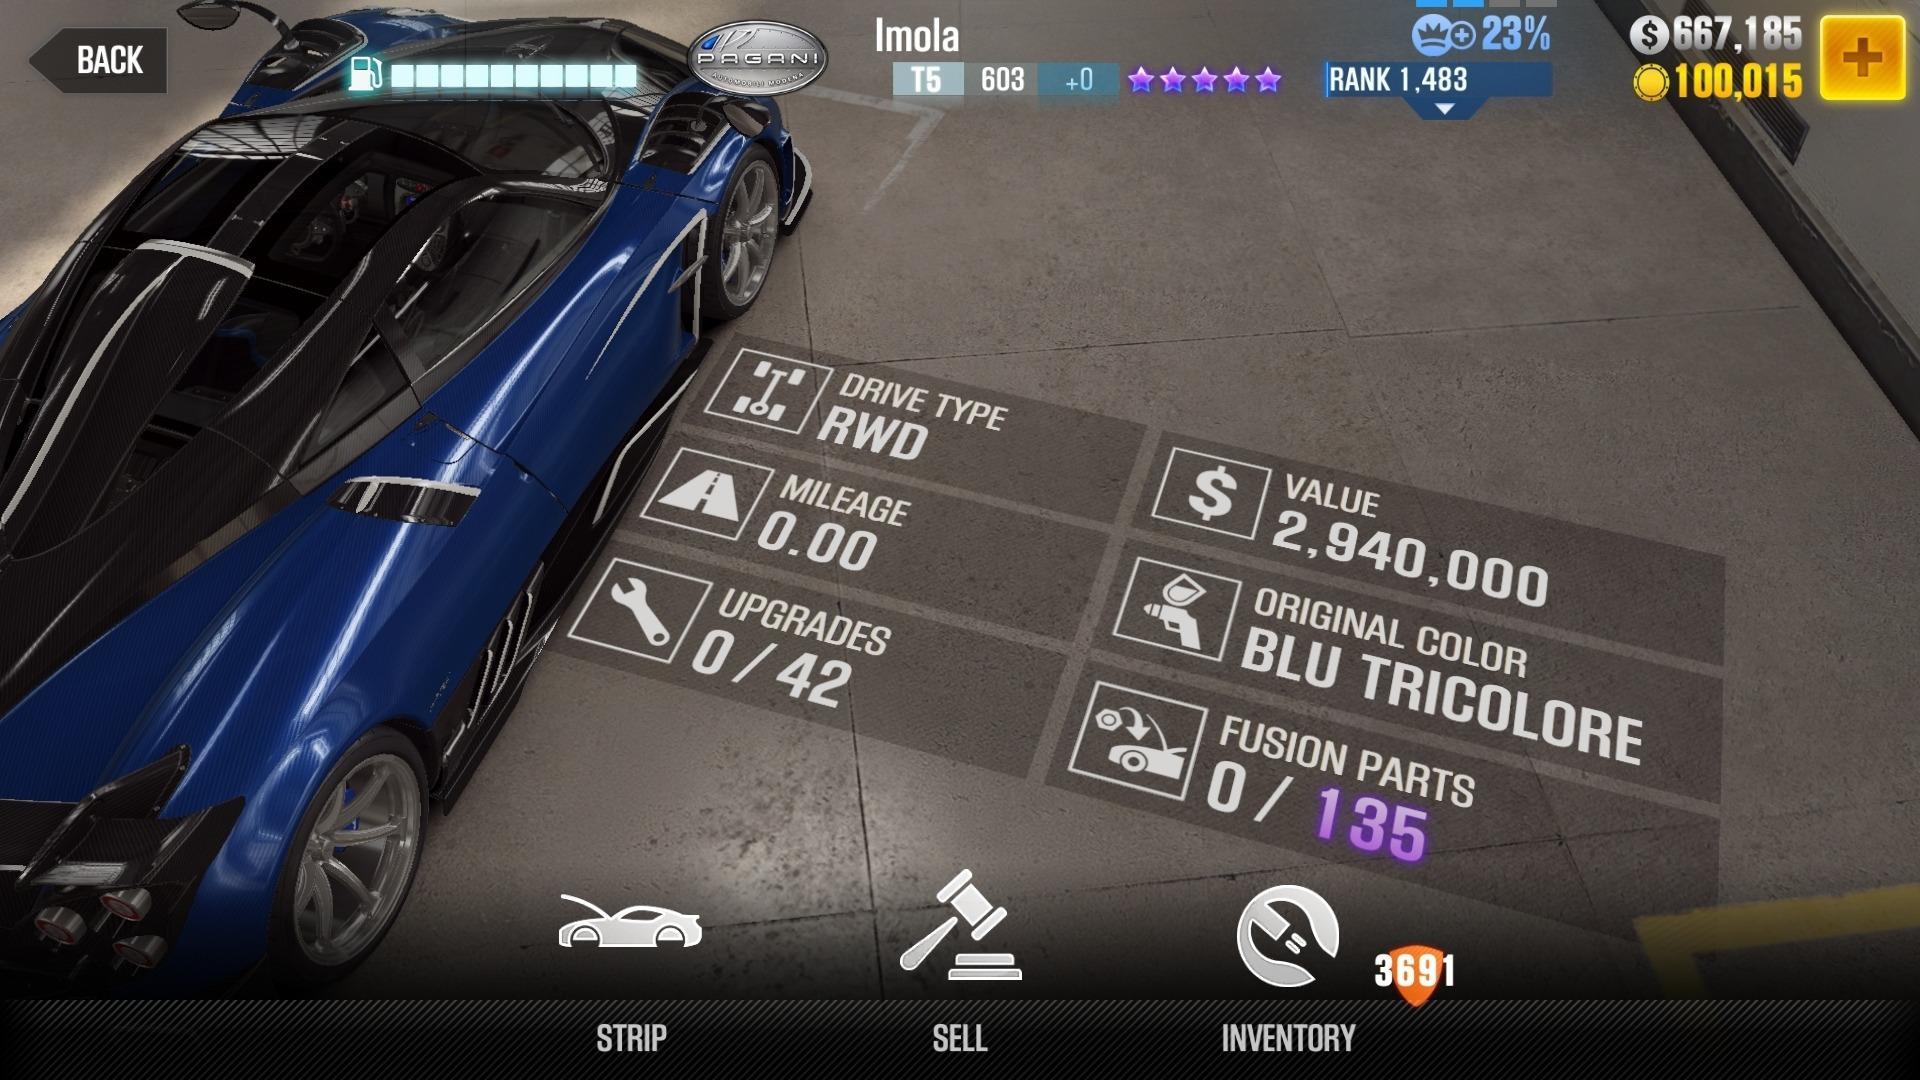 BACK
PAGANI
AUTOMOBILI MODENA
Imola
T5 603 +0
23%
RANK 1,483
$ 667,185
100,015
DRIVE TYPE
RWD
MILEAGE
0.00
UPGRADES
0/42
$ VALUE
2,940,000
ORIGINAL COLOR
BLU TRICOLORE
FUSION PARTS
0/ 135
3691
STRIP
SELL
INVENTORY